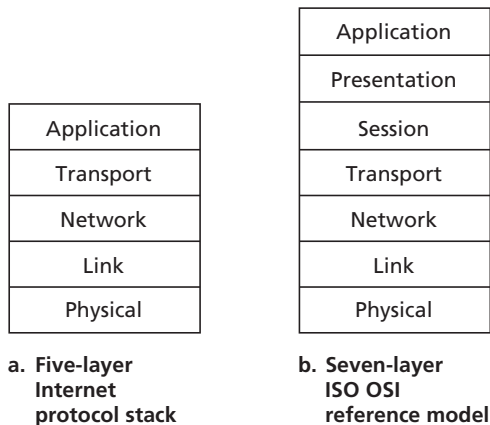 Application
Transport
Network
Link
Physical
a. Five-layer
Internet
protocol stack
Application
Presentation
Session
Transport
Network
Link
Physical
b. Seven-layer
ISO OSI
reference model